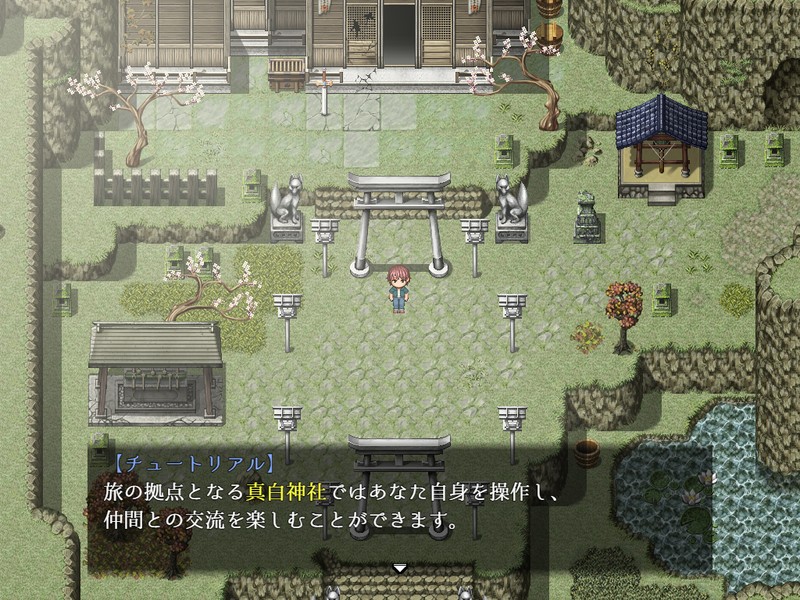 【チュートリアル】
旅の拠点となる真白神社ではあなた自身を操作し、
仲間との交流を楽しむことができます。